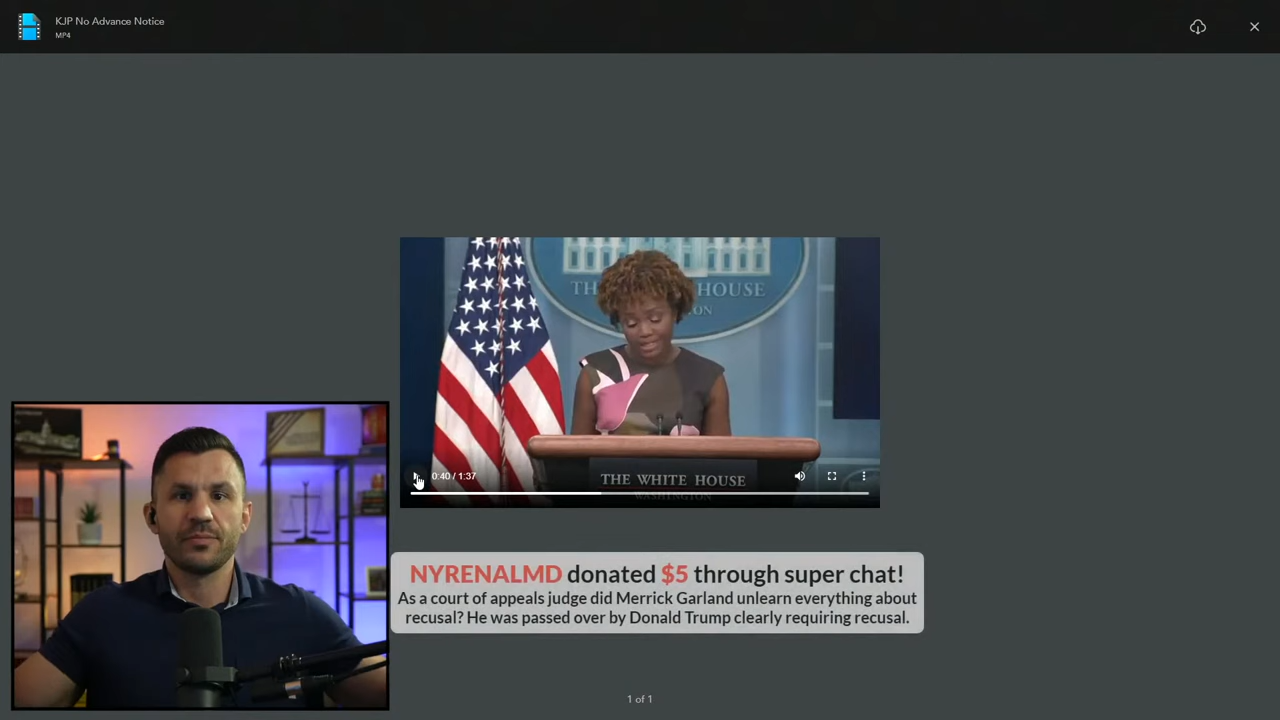 KJP No Advance Notice
MP4
THE WHITE HOUSE
0:40 / 1:37
THE WHITE HOUSE
WASHINGTON
NYRENALMD donated $5 through super chat!
As a court of appeals judge did Merrick Garland unlearn everything about
recusal? He was passed over by Donald Trump clearly requiring recusal.
1 of 1